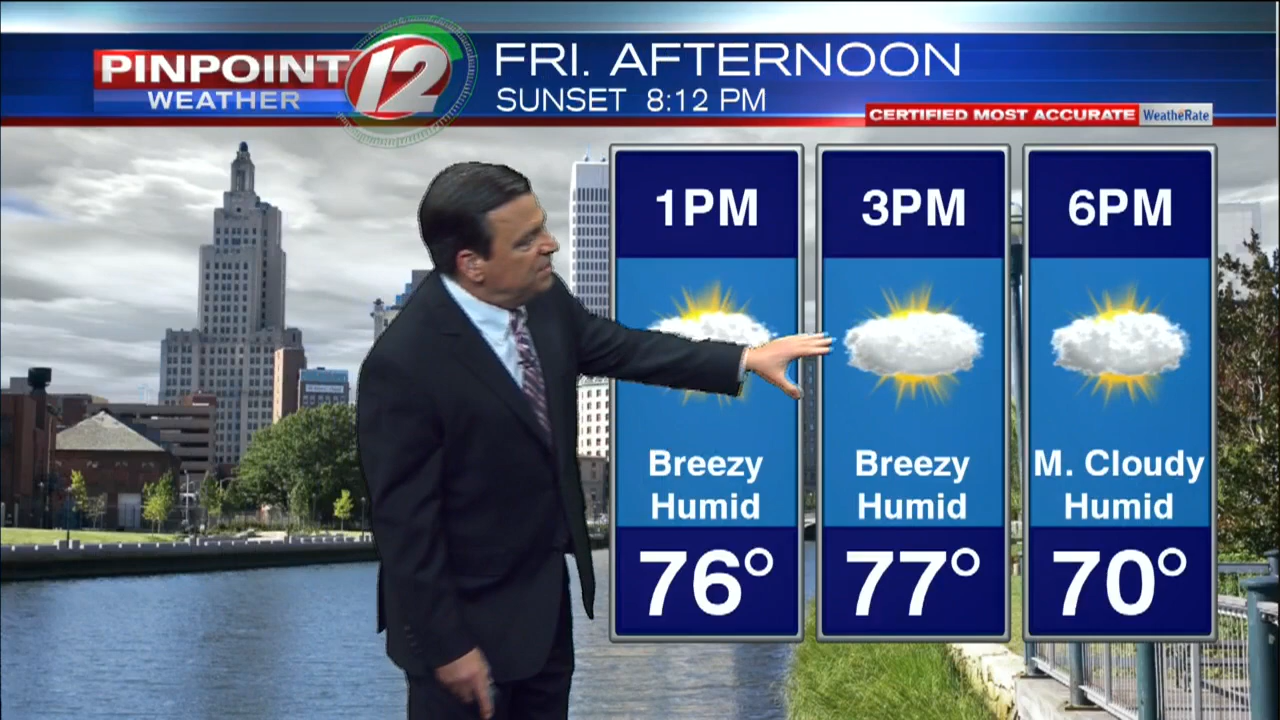 PINPOINT
WEATHER
12
FRI. AFTERNOON
SUNSET 8:12 PM
CERTIFIED MOST ACCURATE
WeatheRate
1PM
Breezy
Humid
76°
3PM
Breezy
Humid
77°
6PM
M. Cloudy
Humid
70°